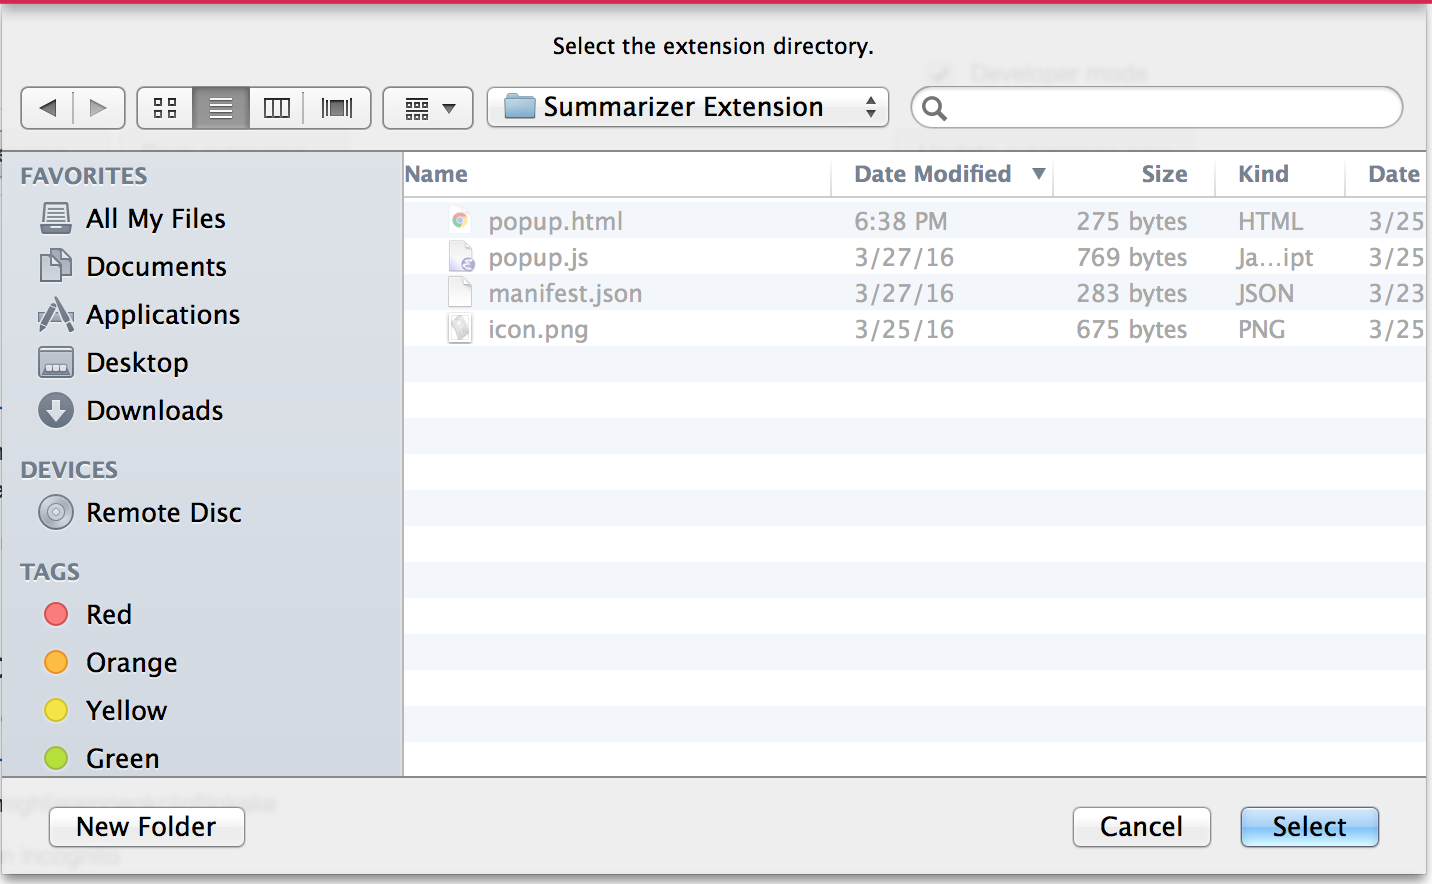 Select the extension directory.
Developer mode
Summarizer Extension
FAVORITES
All My Files
Documents
Applications
Desktop
Downloads
DEVICES
Remote Disc
TAGS
Red
Orange
Yellow
Green
Name Date Modified Size Kind Date
popup.html 6:38 PM 275 bytes HTML 3/25
popup.js 3/27/16 769 bytes Ja...ipt 3/25
manifest.json 3/27/16 283 bytes JSON 3/23
icon.png 3/25/16 675 bytes PNG 3/25
New Folder Cancel Select
n incognito